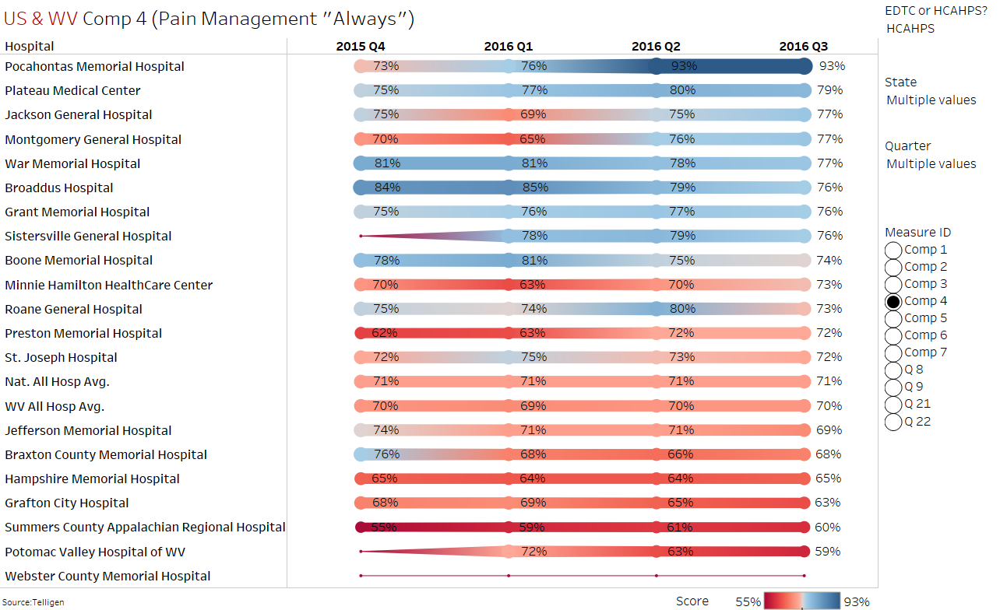 US & WV Comp 4 (Pain Management "Always")
EDTC or HCAHPS?
HCAHPS
Hospital 2015 Q4 2016 Q1 2016 Q2 2016 Q3
Pocahontas Memorial Hospital 73% 76% 93% 93%
Plateau Medical Center 75% 77% 80% 79%
State
Multiple values
Jackson General Hospital 75% 69% 75% 77%
Montgomery General Hospital 70% 65% 76% 77%
Quarter
Multiple values
War Memorial Hospital 81% 81% 78% 77%
Broaddus Hospital 84% 85% 79% 76%
Grant Memorial Hospital 75% 76% 77% 76%
Sistersville General Hospital 78% 79% 76%
Boone Memorial Hospital 78% 81% 75% 74%
Minnie Hamilton HealthCare Center 70% 63% 70% 73%
Roane General Hospital 75% 74% 80% 73%
Preston Memorial Hospital 62% 63% 72% 72%
St. Joseph Hospital 72% 75% 73% 72%
Nat. All Hosp Avg. 71% 71% 71% 71%
WV All Hosp Avg. 70% 69% 70% 70%
Jefferson Memorial Hospital 74% 71% 71% 69%
Braxton County Memorial Hospital 76% 68% 66% 68%
Hampshire Memorial Hospital 65% 64% 64% 65%
Grafton City Hospital 68% 69% 65% 63%
Summers County Appalachian Regional Hospital 55% 59% 61% 60%
Potomac Valley Hospital of WV 72% 63% 59%
Webster County Memorial Hospital
Measure ID
Comp 1
Comp 2
Comp 3
Comp 4
Comp 5
Comp 6
Comp 7
Q 8
Q 9
Q 21
Q 22
Source:Telligen
Score 55% 93%